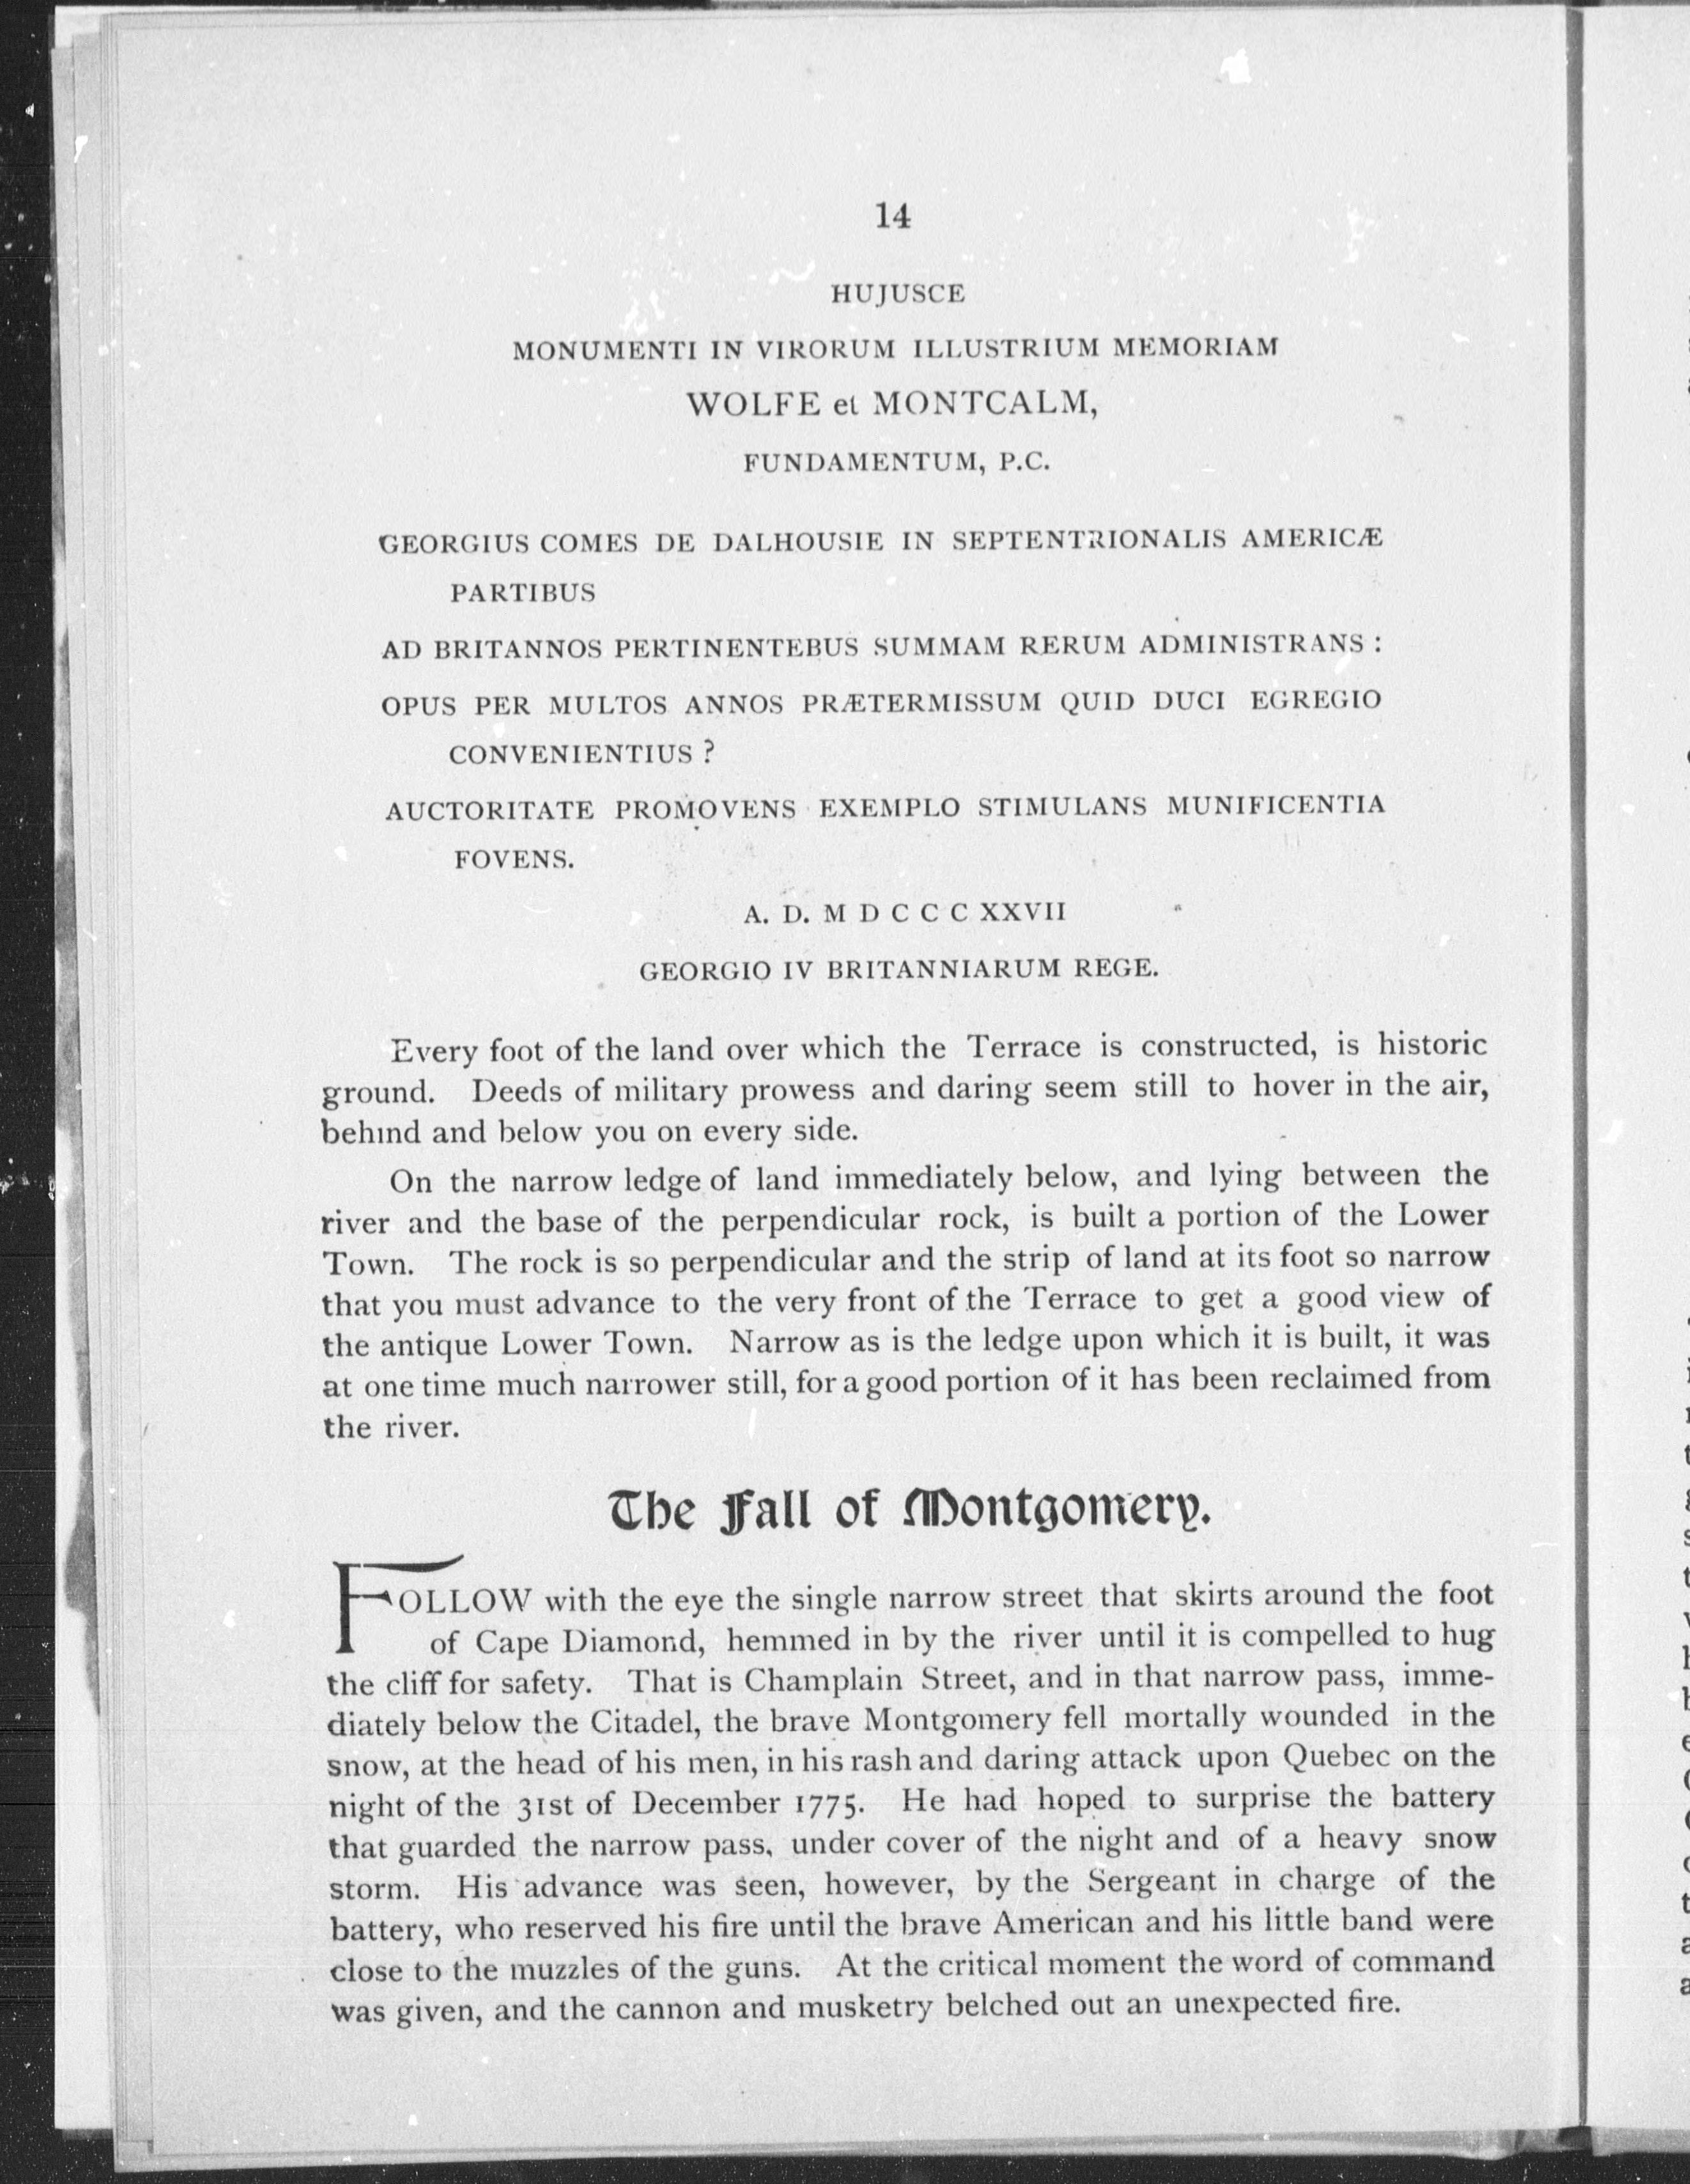 14
HUJUSCE
MONUMENTI IN VIRORUM ILLUSTRIUM MEMORIAM
WOLFE et MONTCALM,
FUNDAMENTUM, P.C.
GEORGIUS COMES DE DALHOUSIE IN SEPTENTRIONALIS AMERICÆ
PARTIBUS
AD BRITANNOS PERTINENTEBUS SUMMAM RERUM ADMINISTRANS :
OPUS PER MULTOS ANNOS PRÆTERMISSUM QUID DUCI EGREGIO
CONVENIENTIUS ?
AUCTORITATE PROMOVENS EXEMPLO STIMULANS MUNIFICENTIA
FOVENS.
A. D. M D C C C XXVII
GEORGIO IV BRITANNIARUM REGE.
Every foot of the land over which the Terrace is constructed, is historic
ground. Deeds of military prowess and daring seem still to hover in the air,
behind and below you on every side.
On the narrow ledge of land immediately below, and lying between the
river and the base of the perpendicular rock, is built a portion of the Lower
Town. The rock is so perpendicular and the strip of land at its foot so narrow
that you must advance to the very front of the Terrace to get a good view of
the antique Lower Town. Narrow as is the ledge upon which it is built, it was
at one time much narrower still, for a good portion of it has been reclaimed from
the river.
The Fall of Montgomery.
FOLLOW with the eye the single narrow street that skirts around the foot
of Cape Diamond, hemmed in by the river until it is compelled to hug
the cliff for safety. That is Champlain Street, and in that narrow pass, imme-
diately below the Citadel, the brave Montgomery fell mortally wounded in the
snow, at the head of his men, in his rash and daring attack upon Quebec on the
night of the 31st of December 1775. He had hoped to surprise the battery
that guarded the narrow pass, under cover of the night and of a heavy snow
storm. His advance was seen, however, by the Sergeant in charge of the
battery, who reserved his fire until the brave American and his little band were
close to the muzzles of the guns. At the critical moment the word of command
was given, and the cannon and musketry belched out an unexpected fire.